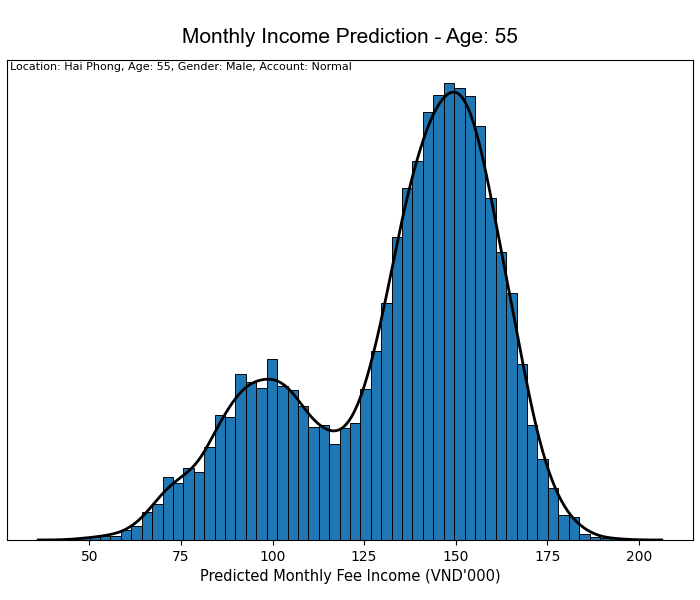 Monthly Income Prediction - Age: 55
Location: Hai Phong, Age: 55, Gender: Male, Account: Normal
50 75 100 125 150 175 200
Predicted Monthly Fee Income (VND'000)